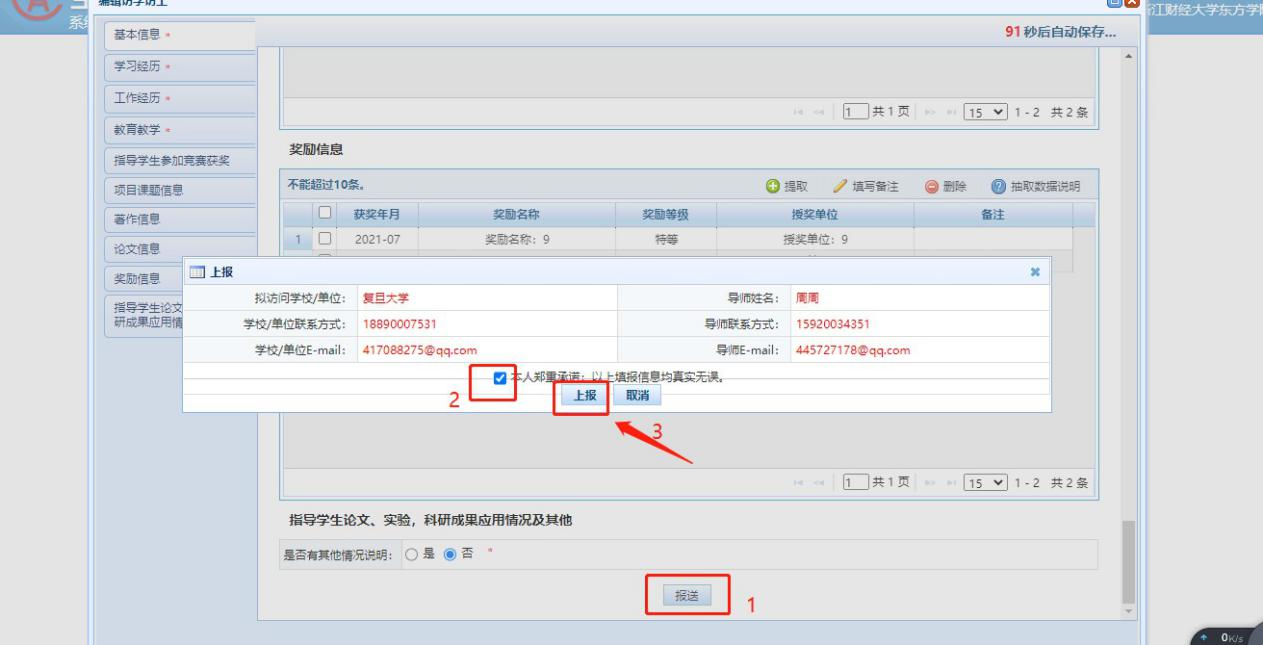 编辑访学访工
系统
江财经大学东方学院
91秒后自动保存...
基本信息 *
学习经历 *
工作经历 *
教育教学 *
指导学生参加竞赛获奖
项目课题信息
著作信息
论文信息
奖励信息
指导学生论文
研成果应用情
1 共 1 页 15 1 - 2 共 2 条
奖励信息
不能超过10条。 提取 填写备注 删除 抽取数据说明
获奖年月 奖励名称 奖励等级 授奖单位 备注
1 2021-07 奖励名称：9 特等 授奖单位：9
上报
拟访问学校/单位： 复旦大学 导师姓名： 周周
学校/单位联系方式： 18890007531 导师联系方式： 15920034351
学校/单位E-mail： 417088275@qq.com 导师E-mail： 445727178@qq.com
本人郑重承诺：以上填报信息均真实无误。
2
上报 取消
3
1 共 1 页 15 1 - 2 共 2 条
指导学生论文、实验，科研成果应用情况及其他
是否有其他情况说明： 是 否 *
报送
1
0K/s